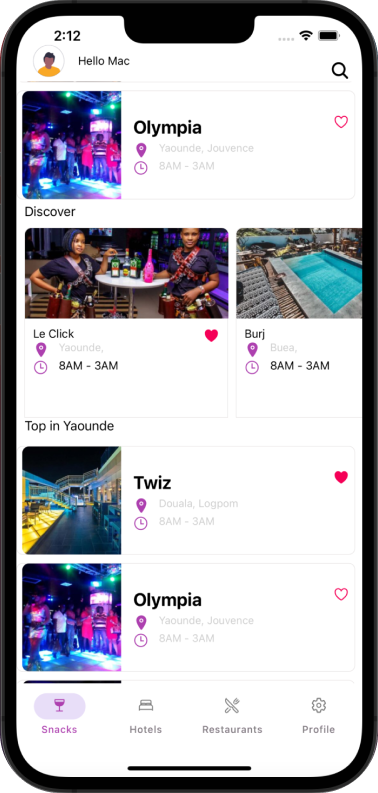 2:12
Hello Mac
Olympia
Yaounde, Jouvence
8AM - 3AM
Discover
Le Click
Yaounde,
8AM - 3AM
Burj
Buea,
8AM - 3AM
Top in Yaounde
Twiz
Douala, Logpom
8AM - 3AM
Olympia
Yaounde, Jouvence
8AM - 3AM
Snacks
Hotels
Restaurants
Profile